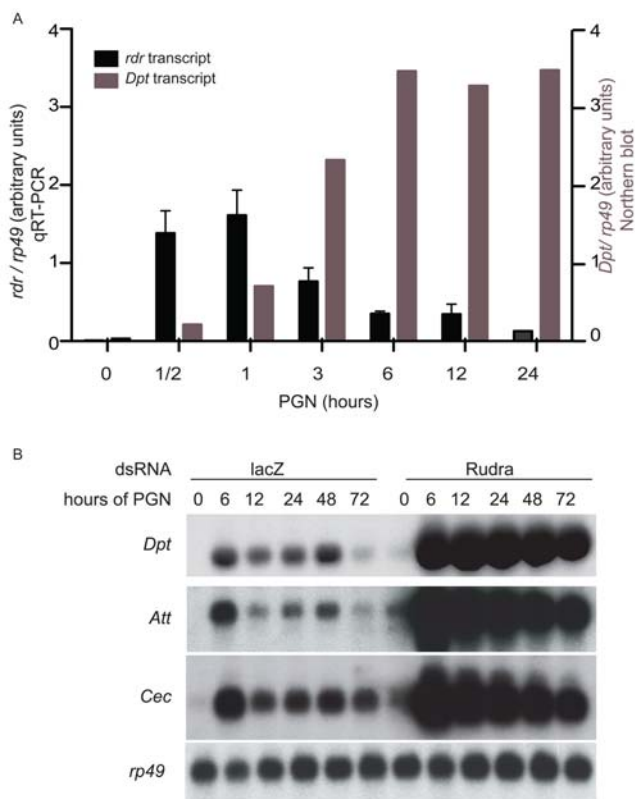 A
rdr transcript
Dpt transcript
rdr / rp49 (arbitrary units)
qRT-PCR
4
3
2
1
0
4
3
2
1
0
Dpt/ rp49 (arbitrary units)
Northern blot
0 1/2 1 3 6 12 24
PGN (hours)
B
dsRNA lacZ Rudra
hours of PGN 0 6 12 24 48 72 0 6 12 24 48 72
Dpt
Att
Cec
rp49